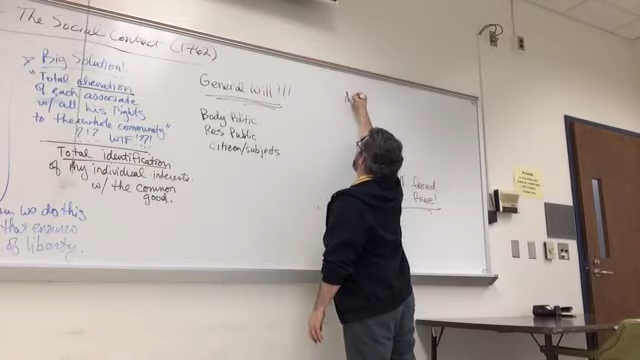 The Social Contract (1762)
Big Solution!
"Total alienation
of each associate
w/ all his rights
to the whole community"
?!? WTF!??!
Total identification
of my individual interests
w/ the common
good.
we do this
that ensures
of liberty.
General Will!!!
Body Politic
Res Public
Citizen/subjects
forced